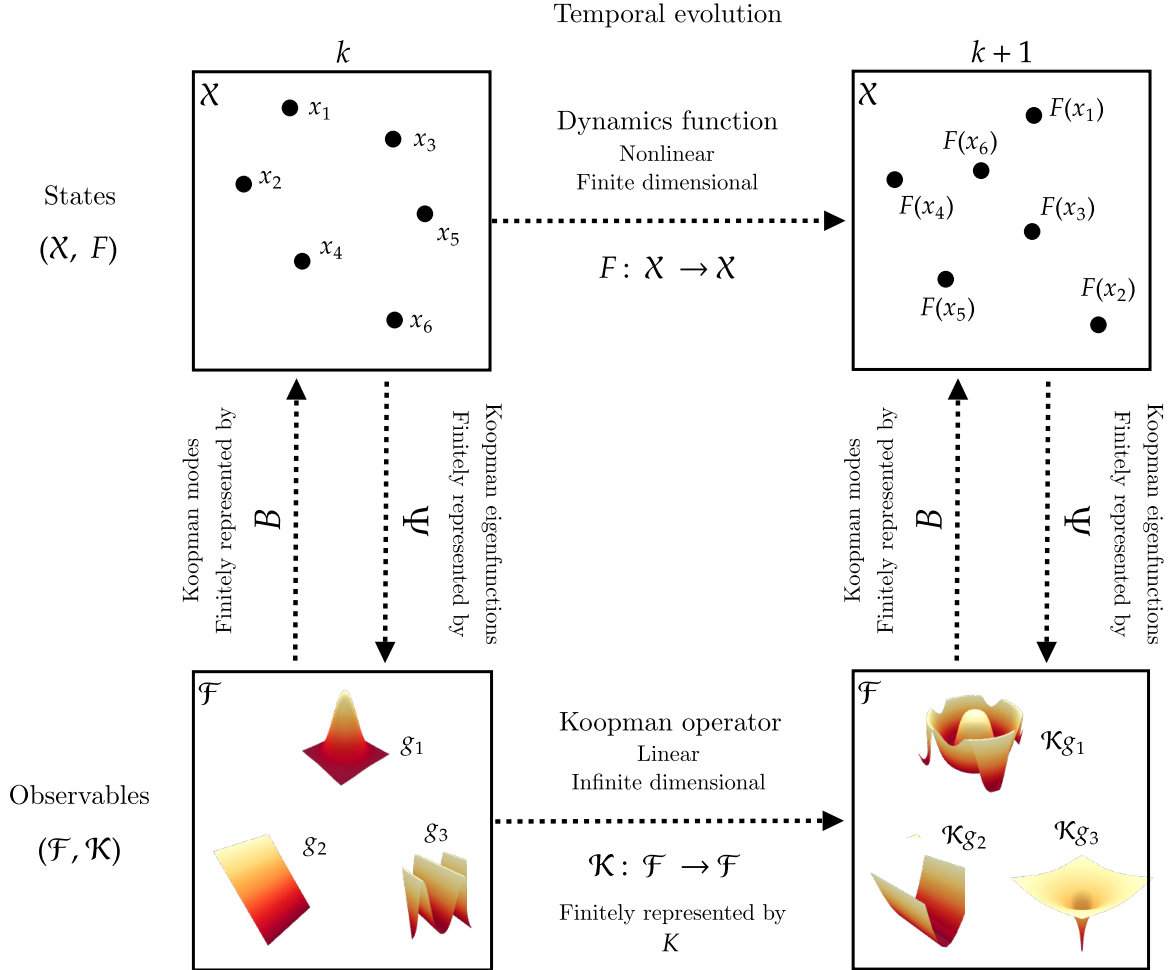 Temporal evolution
k
k + 1
𝒳
x₁
x₃
x₂
x₅
x₄
x₆
States
(𝒳, F)
Dynamics function
Nonlinear
Finite dimensional
F : 𝒳 → 𝒳
𝒳
F(x₁)
F(x₆)
F(x₄)
F(x₃)
F(x₅)
F(x₂)
Koopman modes
Finitely represented by
B
Ψ
Finitely represented by
Koopman eigenfunctions
Koopman modes
Finitely represented by
B
Ψ
Finitely represented by
Koopman eigenfunctions
ℱ
g₁
g₂
g₃
Observables
(ℱ, 𝒦)
Koopman operator
Linear
Infinite dimensional
𝒦 : ℱ → ℱ
Finitely represented by
K
ℱ
𝒦g₁
𝒦g₂
𝒦g₃